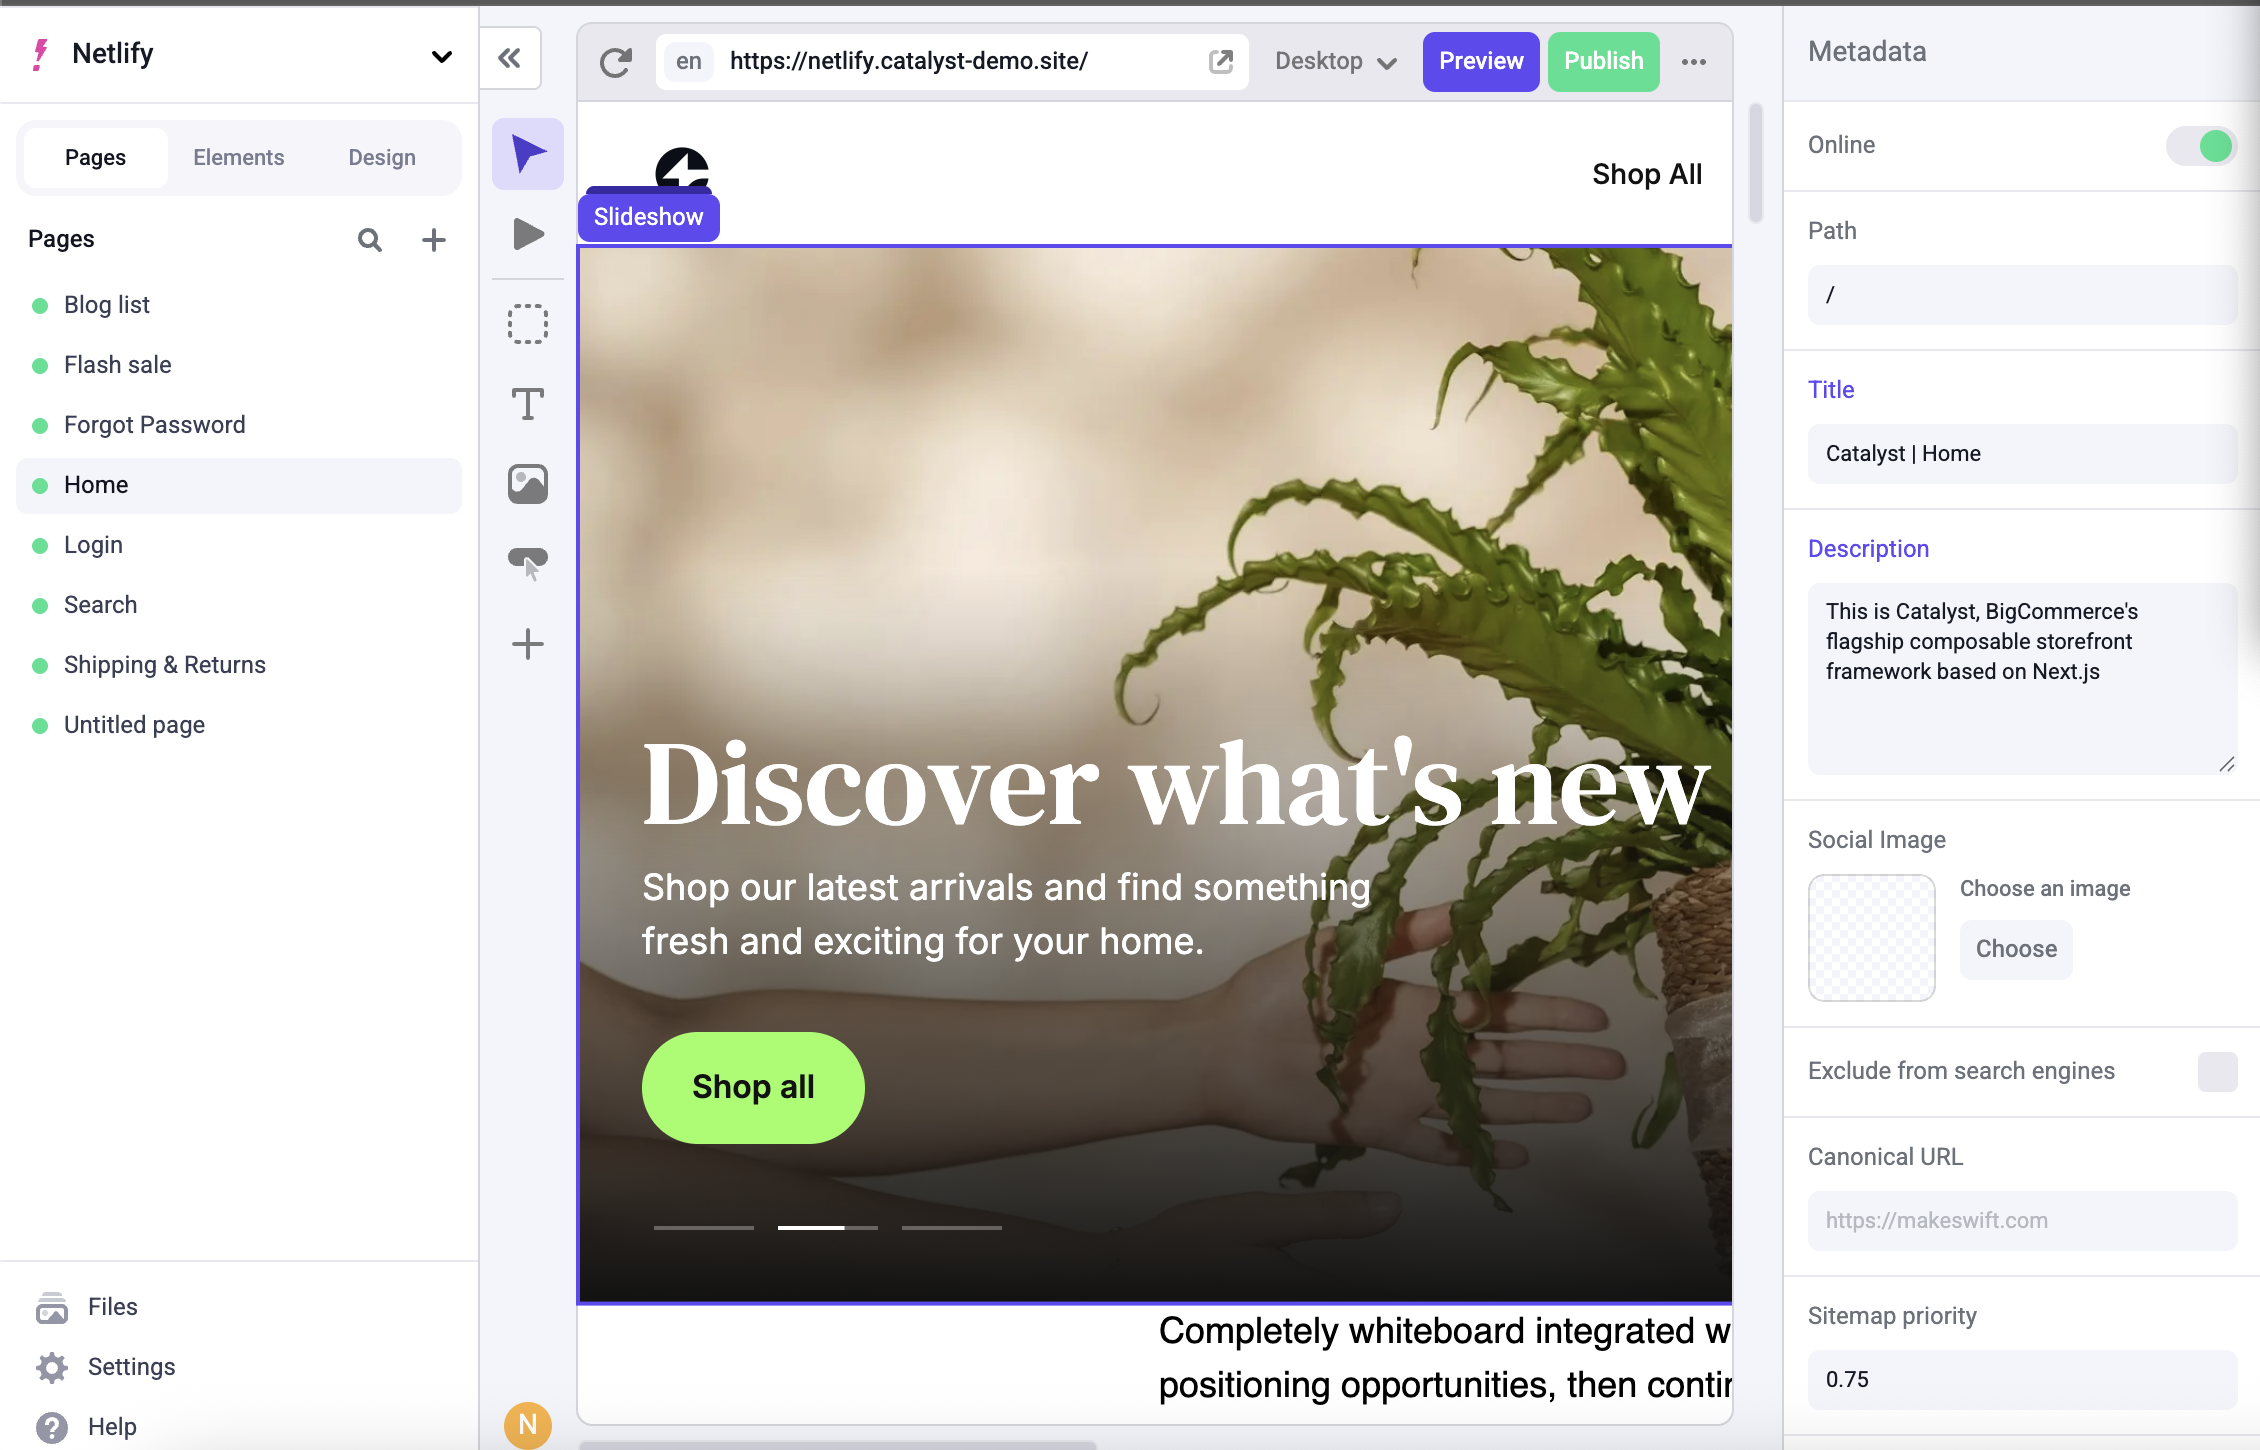 Netlify
Pages
Elements
Design
Pages
Blog list
Flash sale
Forgot Password
Home
Login
Search
Shipping & Returns
Untitled page
Files
Settings
Help
N
en
https://netlify.catalyst-demo.site/
Desktop
Preview
Publish
Shop All
Slideshow
Discover what's new
Shop our latest arrivals and find something
fresh and exciting for your home.
Shop all
Completely whiteboard integrated w
positioning opportunities, then contin
Metadata
Online
Path
/
Title
Catalyst | Home
Description
This is Catalyst, BigCommerce's
flagship composable storefront
framework based on Next.js
Social Image
Choose an image
Choose
Exclude from search engines
Canonical URL
https://makeswift.com
Sitemap priority
0.75